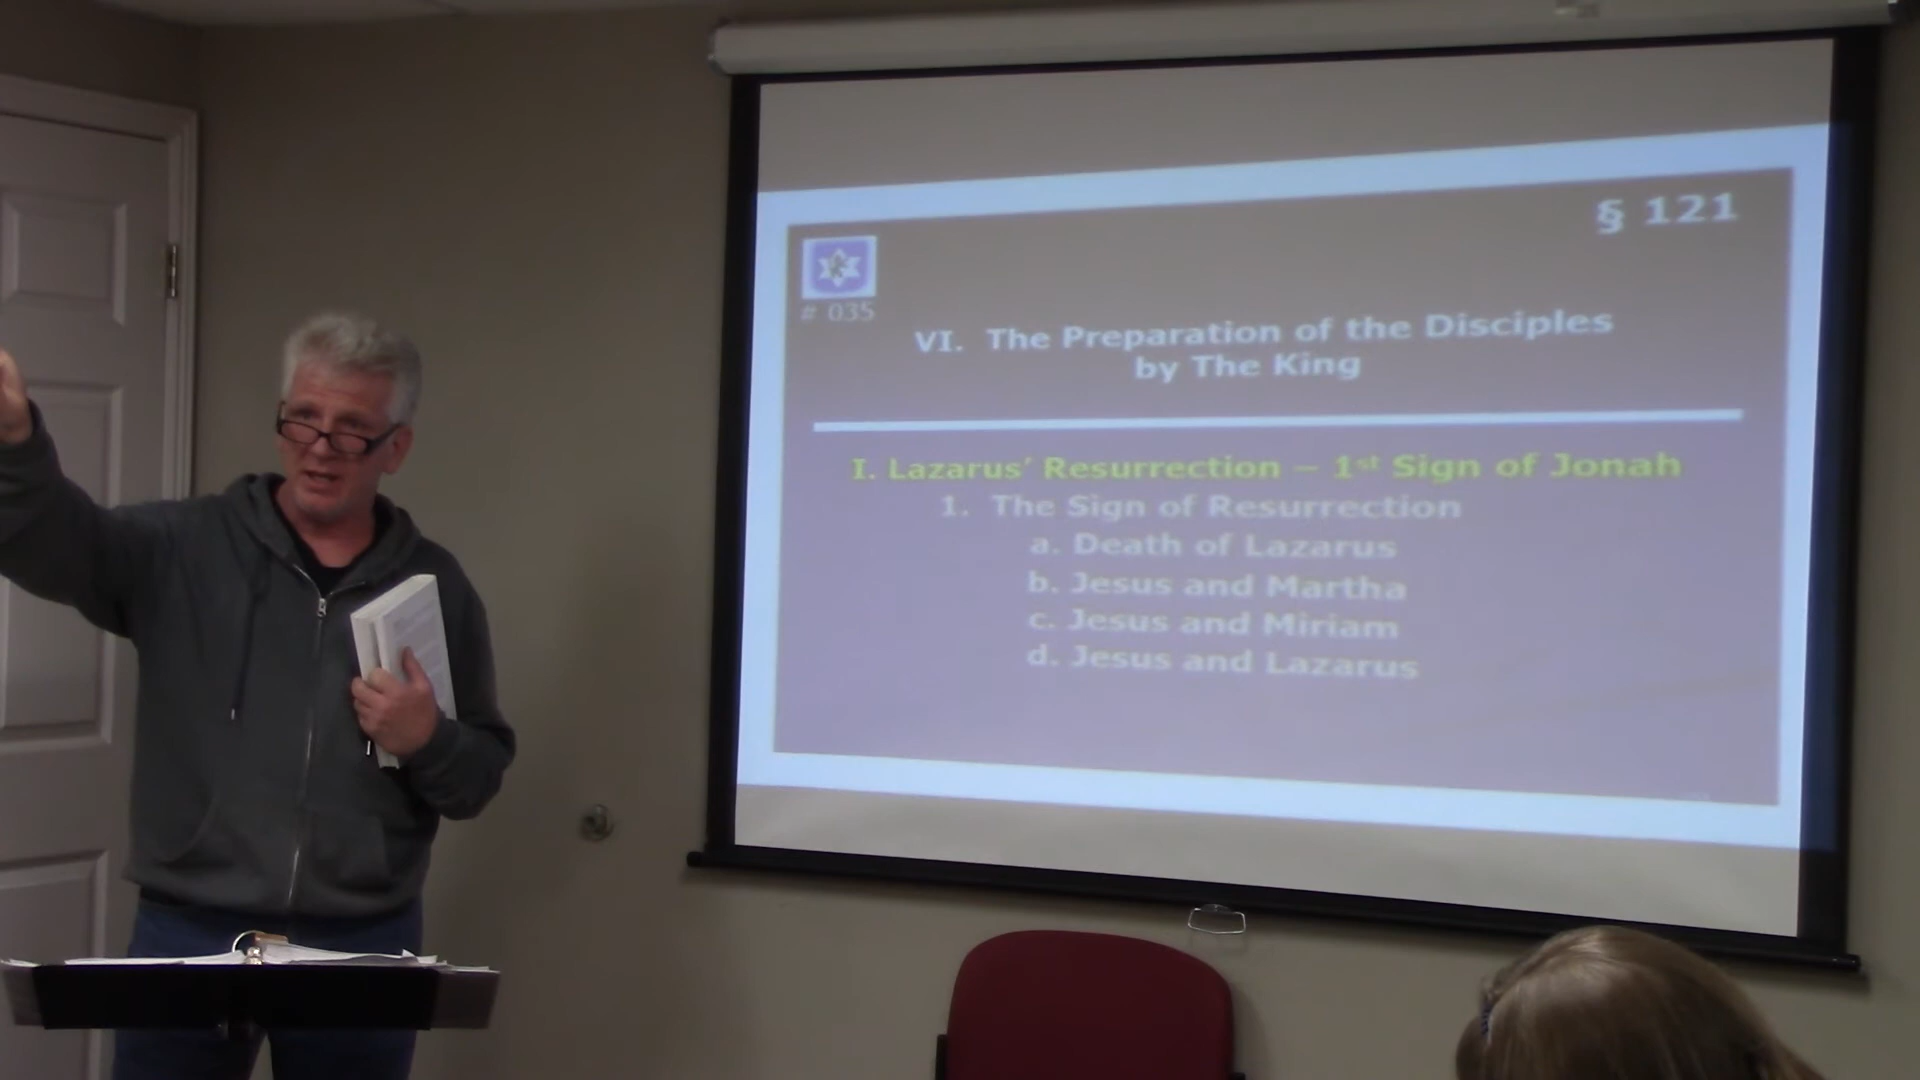 § 121
# 035
VI. The Preparation of the Disciples
by The King
I. Lazarus’ Resurrection – 1st Sign of Jonah
1. The Sign of Resurrection
a. Death of Lazarus
b. Jesus and Martha
c. Jesus and Miriam
d. Jesus and Lazarus